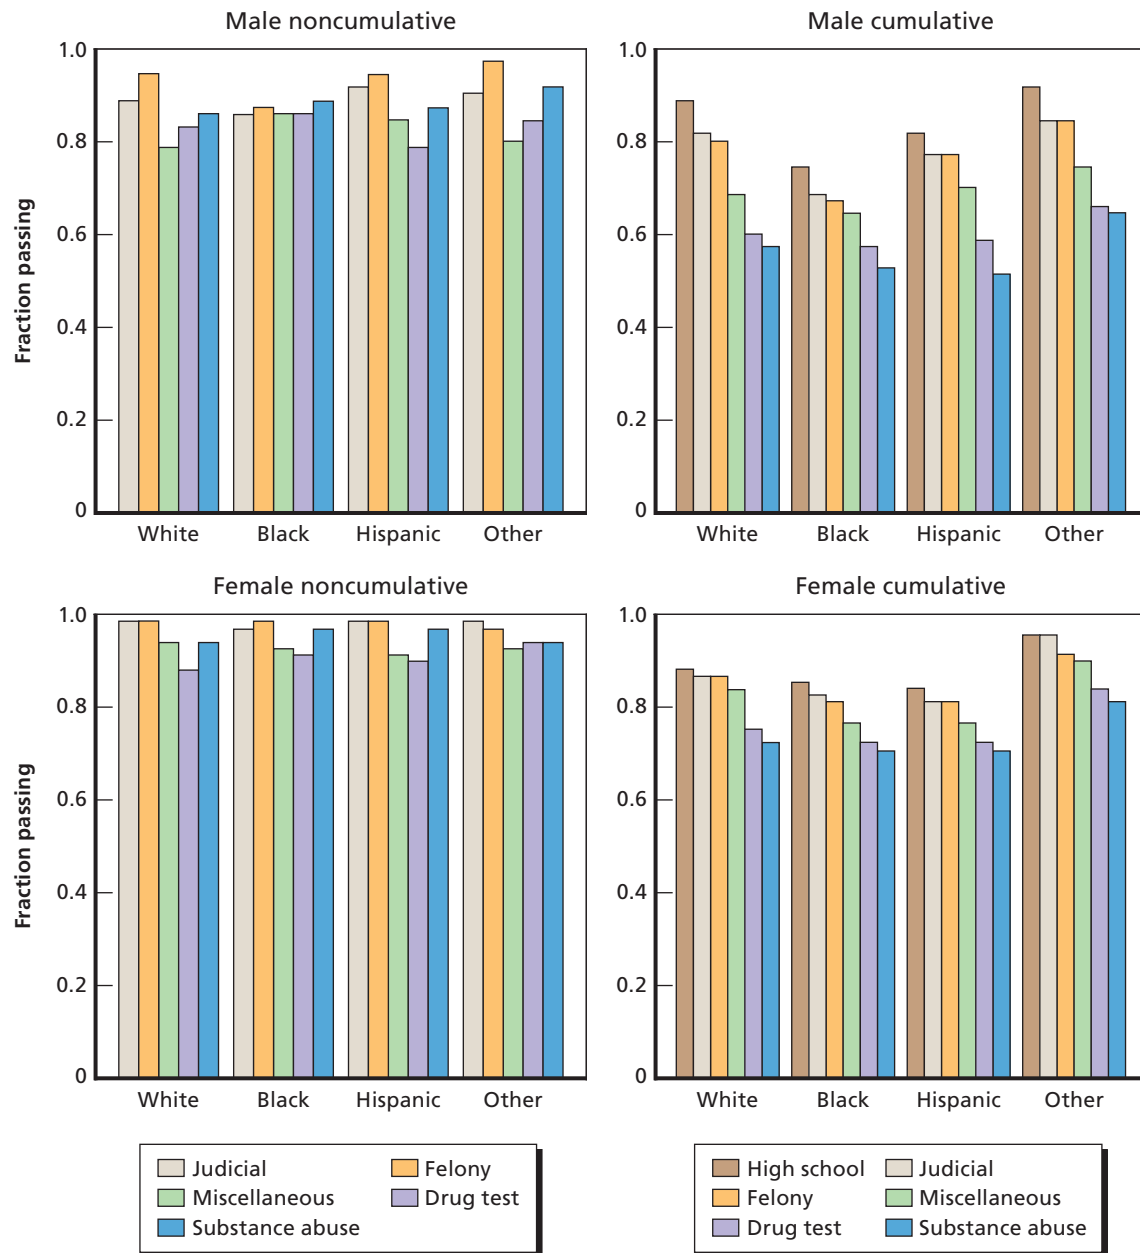 Male noncumulative
Fraction passing
1.0
0.8
0.6
0.4
0.2
0
White Black Hispanic Other
Male cumulative
1.0
0.8
0.6
0.4
0.2
0
White Black Hispanic Other
Female noncumulative
Fraction passing
1.0
0.8
0.6
0.4
0.2
0
White Black Hispanic Other
Female cumulative
1.0
0.8
0.6
0.4
0.2
0
White Black Hispanic Other
Judicial Felony
Miscellaneous Drug test
Substance abuse
High school Judicial
Felony Miscellaneous
Drug test Substance abuse